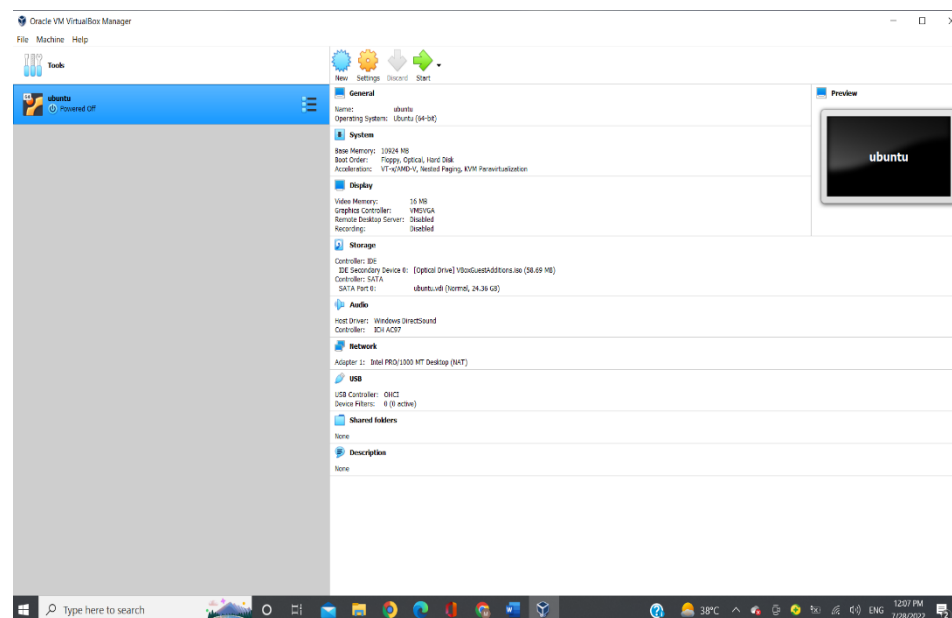 Oracle VM VirtualBox Manager
File Machine Help
Tools
New Settings Discard Start
ubuntu
Powered Off
General
Name: ubuntu
Operating System: Ubuntu (64-bit)
Preview
ubuntu
System
Base Memory: 10924 MB
Boot Order: Floppy, Optical, Hard Disk
Acceleration: VT-x/AMD-V, Nested Paging, KVM Paravirtualization
Display
Video Memory: 16 MB
Graphics Controller: VMSVGA
Remote Desktop Server: Disabled
Recording: Disabled
Storage
Controller: IDE
IDE Secondary Device 0: [Optical Drive] VBoxGuestAdditions.iso (58.69 MB)
Controller: SATA
SATA Port 0: ubuntu.vdi (Normal, 24.36 GB)
Audio
Host Driver: Windows DirectSound
Controller: ICH AC97
Network
Adapter 1: Intel PRO/1000 MT Desktop (NAT)
USB
USB Controller: OHCI
Device Filters: 0 (0 active)
Shared folders
None
Description
None
Type here to search
38°C
ENG
12:07 PM
7/28/2022